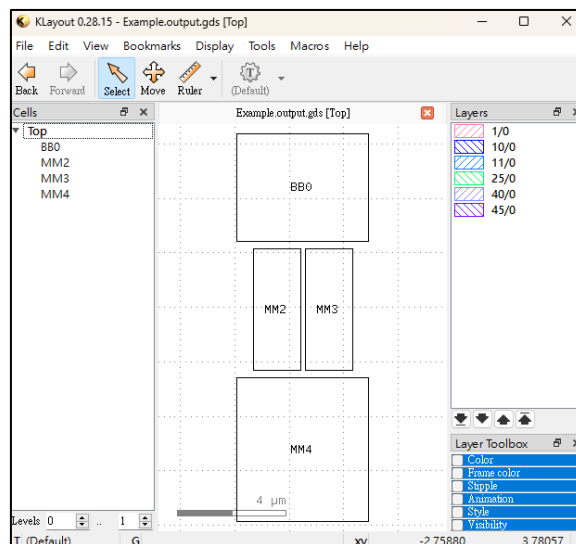 KLayout 0.28.15 - Example.output.gds [Top]
File Edit View Bookmarks Display Tools Macros Help
Back Forward Select Move Ruler (Default)
Cells
Top
BB0
MM2
MM3
MM4
Levels 0 .. 1
Example.output.gds [Top]
BB0
MM2 MM3
MM4
4 μm
Layers
1/0
10/0
11/0
25/0
40/0
45/0
Layer Toolbox
Color
Frame color
Stipple
Animation
Style
Visibility
T (Default) G xy -2.75880 3.78057